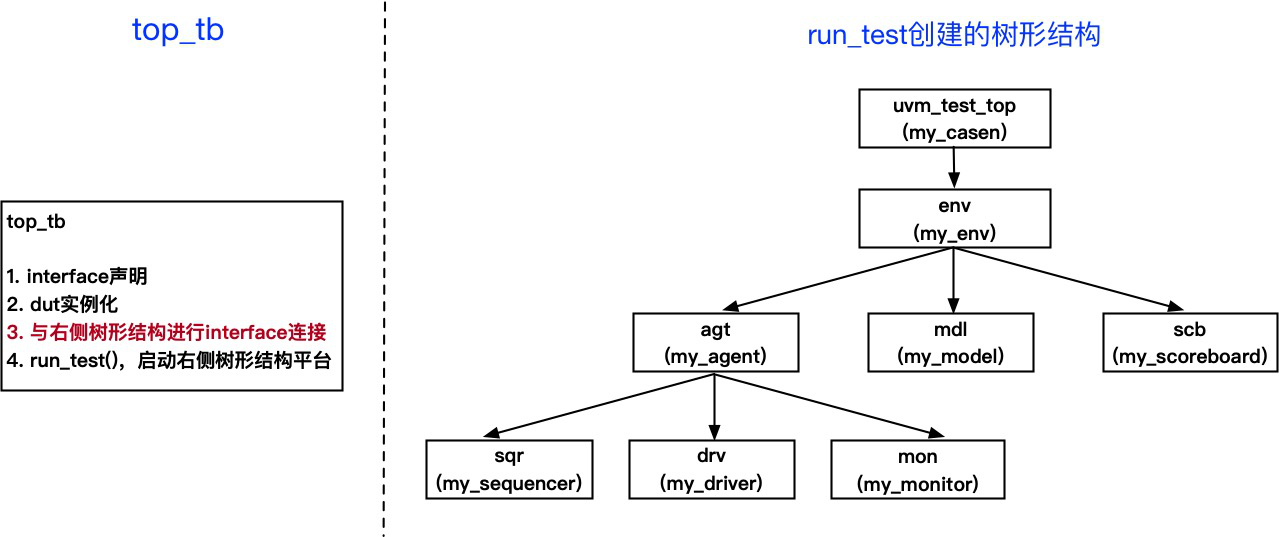 top_tb
top_tb
1. interface声明
2. dut实例化
3. 与右侧树形结构进行interface连接
4. run_test()，启动右侧树形结构平台
run_test创建的树形结构
uvm_test_top
(my_casen)
env
(my_env)
agt
(my_agent)
mdl
(my_model)
scb
(my_scoreboard)
sqr
(my_sequencer)
drv
(my_driver)
mon
(my_monitor)